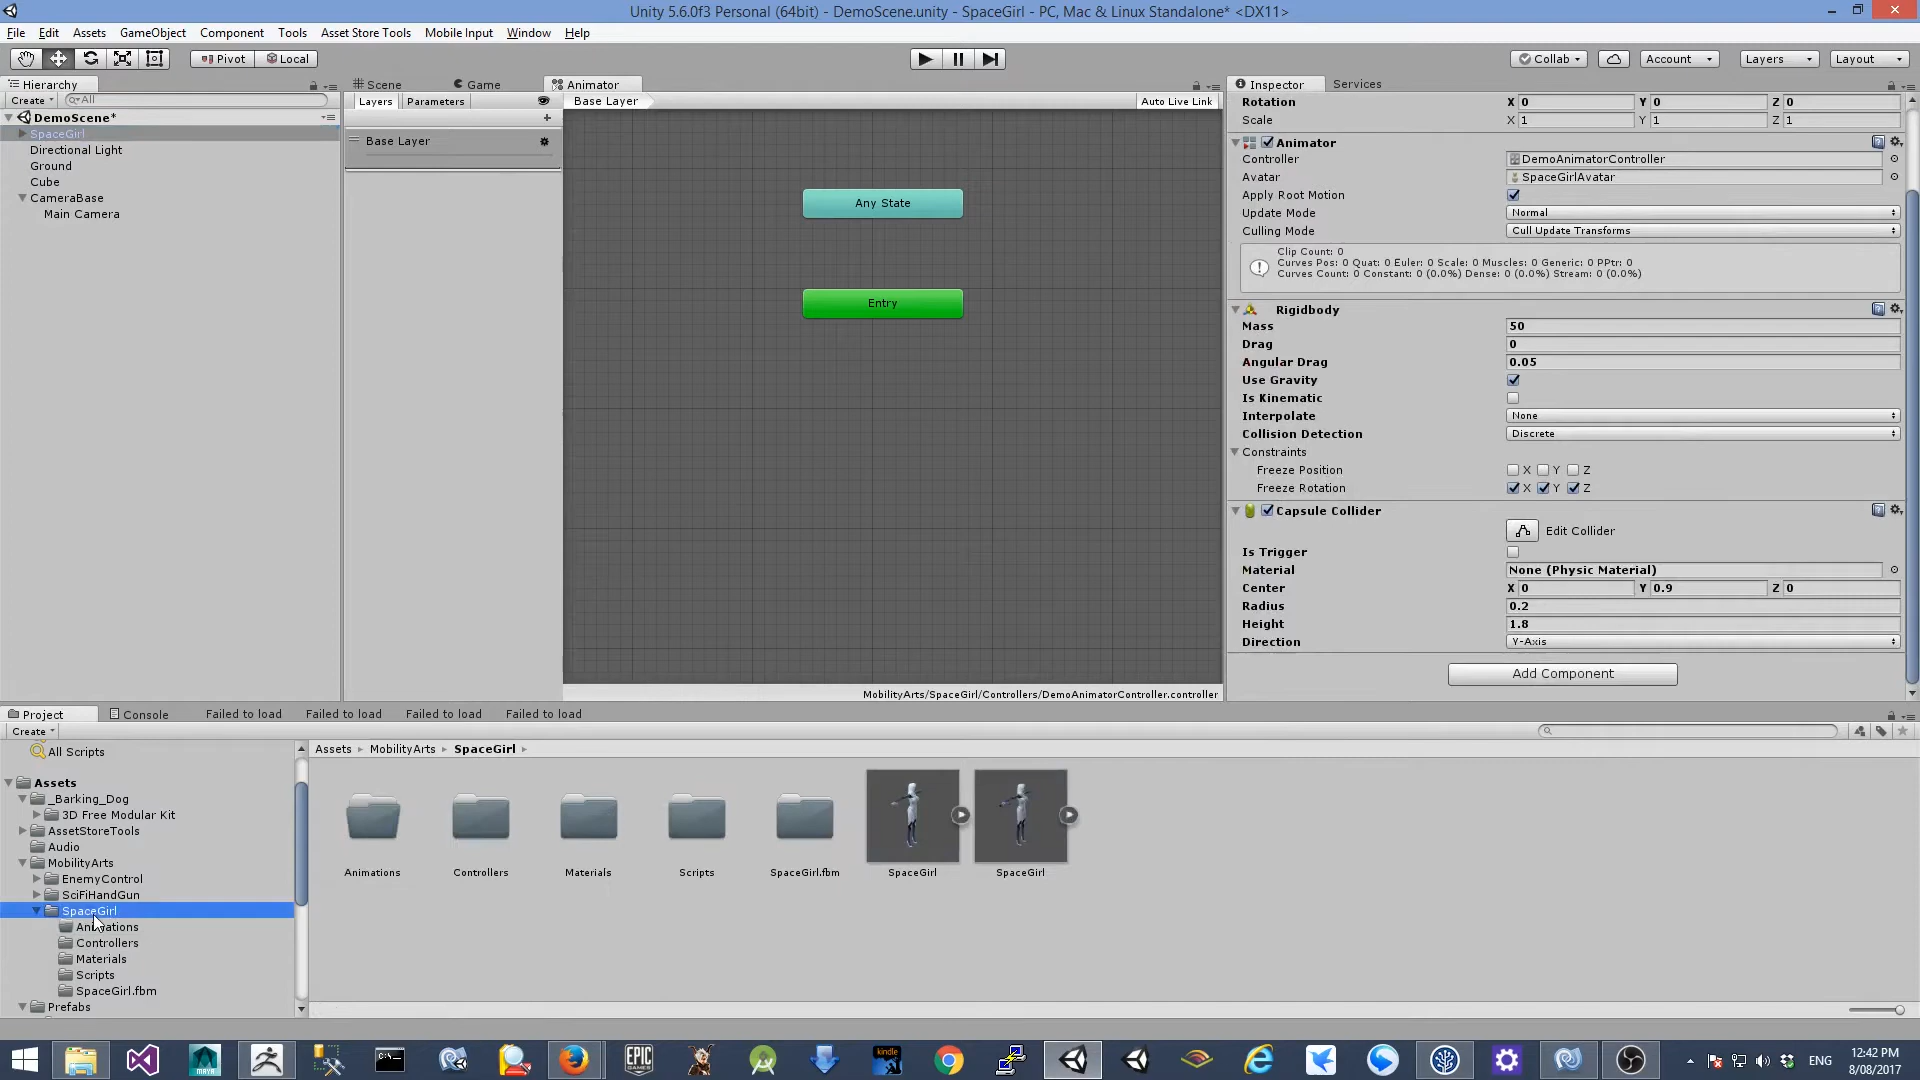 Unity 5.6.0f3 Personal (64bit) - DemoScene.unity - SpaceGirl - PC, Mac & Linux Standalone* <DX11>
File Edit Assets GameObject Component Tools Asset Store Tools Mobile Input Window Help
Pivot Local Collab Account Layers Layout
Hierarchy
Create All
DemoScene*
SpaceGirl
Directional Light
Ground
Cube
CameraBase
Main Camera
Scene Game Animator
Layers Parameters Base Layer Auto Live Link
Base Layer
Any State
Entry
MobilityArts/SpaceGirl/Controllers/DemoAnimatorController.controller
Inspector Services
Rotation X 0 Y 0 Z 0
Scale X 1 Y 1 Z 1
Animator
Controller DemoAnimatorController
Avatar SpaceGirlAvatar
Apply Root Motion
Update Mode Normal
Culling Mode Cull Update Transforms
Clip Count: 0
Curves Pos: 0 Quat: 0 Euler: 0 Scale: 0 Muscles: 0 Generic: 0 PPtr: 0
Curves Count: 0 Constant: 0 (0.0%) Dense: 0 (0.0%) Stream: 0 (0.0%)
Rigidbody
Mass 50
Drag 0
Angular Drag 0.05
Use Gravity
Is Kinematic
Interpolate None
Collision Detection Discrete
Constraints
Freeze Position X Y Z
Freeze Rotation X Y Z
Capsule Collider
Edit Collider
Is Trigger
Material None (Physic Material)
Center X 0 Y 0.9 Z 0
Radius 0.2
Height 1.8
Direction Y-Axis
Add Component
Project Console Failed to load Failed to load Failed to load Failed to load
Create
All Scripts
Assets
_Barking_Dog
3D Free Modular Kit
AssetStoreTools
Audio
MobilityArts
EnemyControl
SciFiHandGun
SpaceGirl
Animations
Controllers
Materials
Scripts
SpaceGirl.fbm
Prefabs
Assets MobilityArts SpaceGirl
Animations Controllers Materials Scripts SpaceGirl.fbm SpaceGirl SpaceGirl
MAYA
EPIC GAMES
kindle
ENG
12:42 PM
8/08/2017